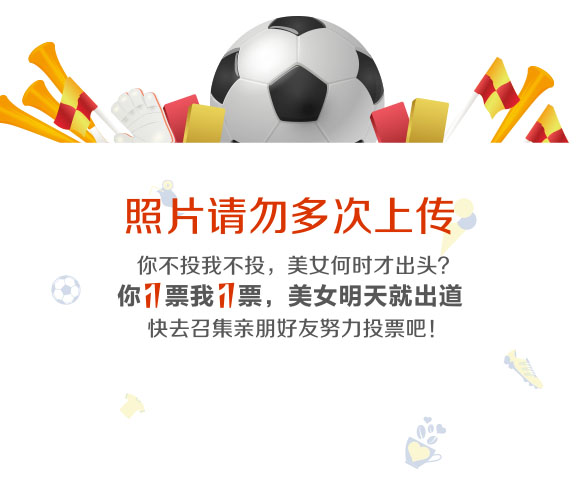 照片请勿多次上传
你不投我不投，美女何时才出头？
你1票我1票，美女明天就出道
快去召集亲朋好友努力投票吧！